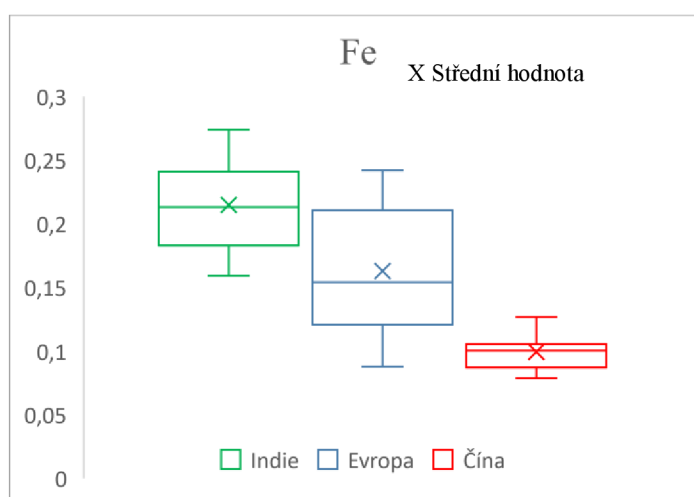 Fe
X Střední hodnota
0,3
0,25
0,2
0,15
0,1
0,05
0
Indie Evropa Čína